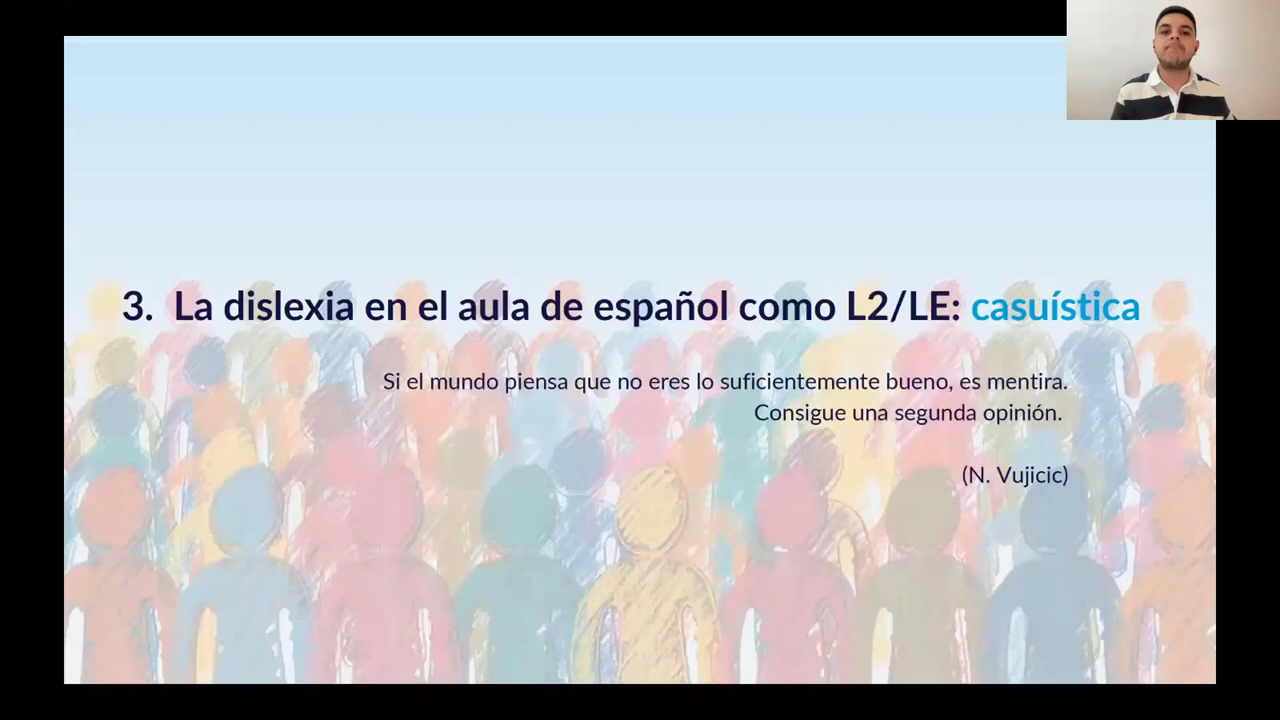 3. La dislexia en el aula de español como L2/LE: casuística
Si el mundo piensa que no eres lo suficientemente bueno, es mentira.
Consigue una segunda opinión.
(N. Vujicic)